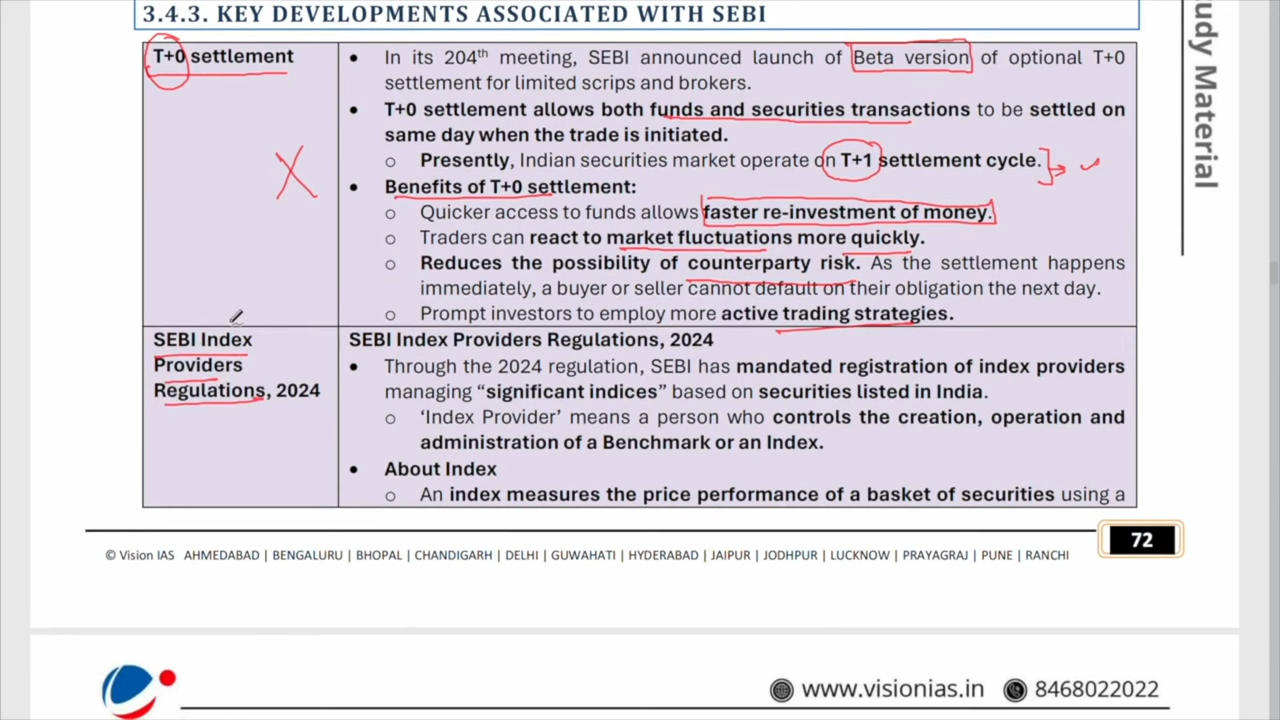 3.4.3. KEY DEVELOPMENTS ASSOCIATED WITH SEBI
T+0 settlement
• In its 204th meeting, SEBI announced launch of Beta version of optional T+0
settlement for limited scrips and brokers.
• T+0 settlement allows both funds and securities transactions to be settled on
same day when the trade is initiated.
o Presently, Indian securities market operate on T+1 settlement cycle.
• Benefits of T+0 settlement:
o Quicker access to funds allows faster re-investment of money.
o Traders can react to market fluctuations more quickly.
o Reduces the possibility of counterparty risk. As the settlement happens
immediately, a buyer or seller cannot default on their obligation the next day.
o Prompt investors to employ more active trading strategies.
SEBI Index
Providers
Regulations, 2024
SEBI Index Providers Regulations, 2024
• Through the 2024 regulation, SEBI has mandated registration of index providers
managing “significant indices” based on securities listed in India.
o ‘Index Provider’ means a person who controls the creation, operation and
administration of a Benchmark or an Index.
• About Index
o An index measures the price performance of a basket of securities using a
udy Material
72
© Vision IAS AHMEDABAD | BENGALURU | BHOPAL | CHANDIGARH | DELHI | GUWAHATI | HYDERABAD | JAIPUR | JODHPUR | LUCKNOW | PRAYAGRAJ | PUNE | RANCHI
www.visionias.in 8468022022